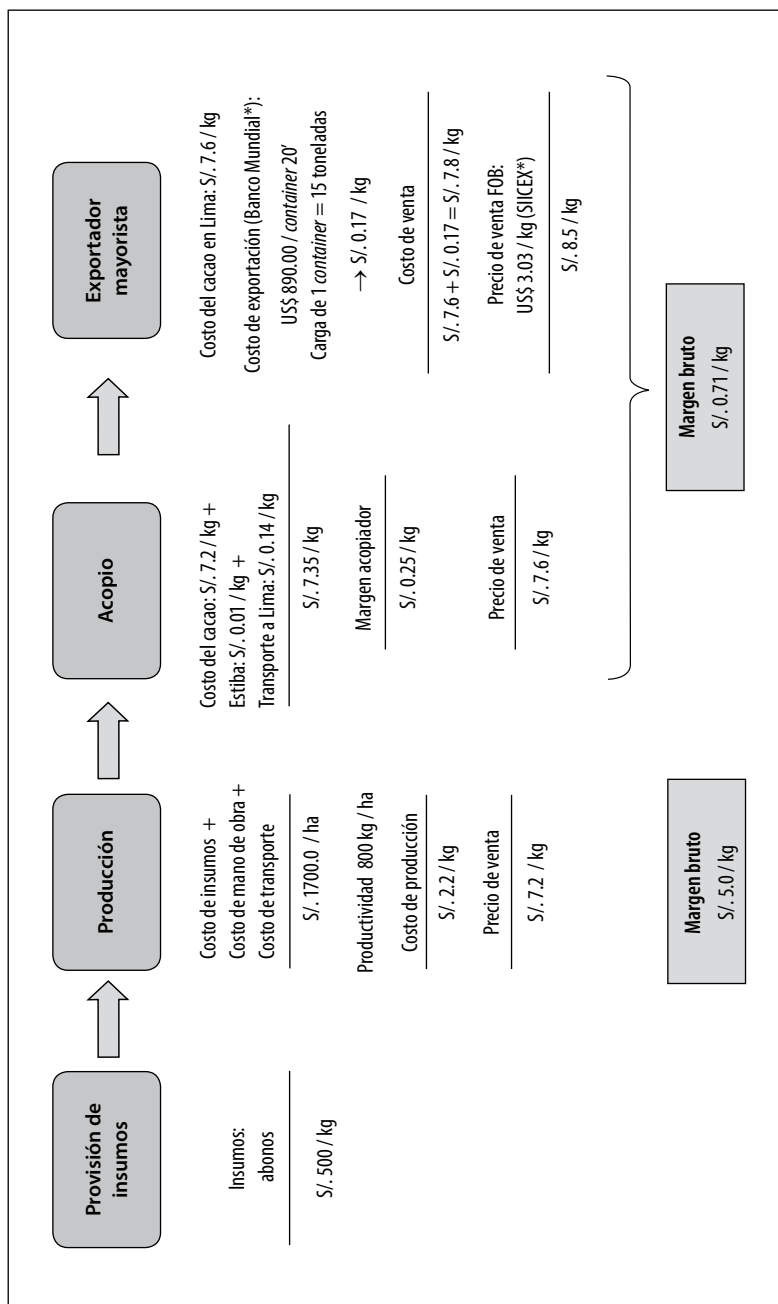 Provisión de
insumos
Insumos:
abonos
S/. 500 / kg
Producción
Costo de insumos +
Costo de mano de obra +
Costo de transporte
S/. 1700.0 / ha
Productividad 800 kg / ha
Costo de producción
S/. 2.2 / kg
Precio de venta
S/. 7.2 / kg
Margen bruto
S/. 5.0 / kg
Acopio
Costo del cacao: S/. 7.2 / kg +
Estiba: S/. 0.01 / kg +
Transporte a Lima: S/. 0.14 / kg
S/. 7.35 / kg
Margen acopiador
S/. 0.25 / kg
Precio de venta
S/. 7.6 / kg
Exportador
mayorista
Costo del cacao en Lima: S/. 7.6 / kg
Costo de exportación (Banco Mundial*):
US$ 890.00 / container 20'
Carga de 1 container = 15 toneladas
→ S/. 0.17 / kg
Costo de venta
S/. 7.6 + S/. 0.17 = S/. 7.8 / kg
Precio de venta FOB:
US$ 3.03 / kg (SIICEX*)
S/. 8.5 / kg
Margen bruto
S/. 0.71 / kg